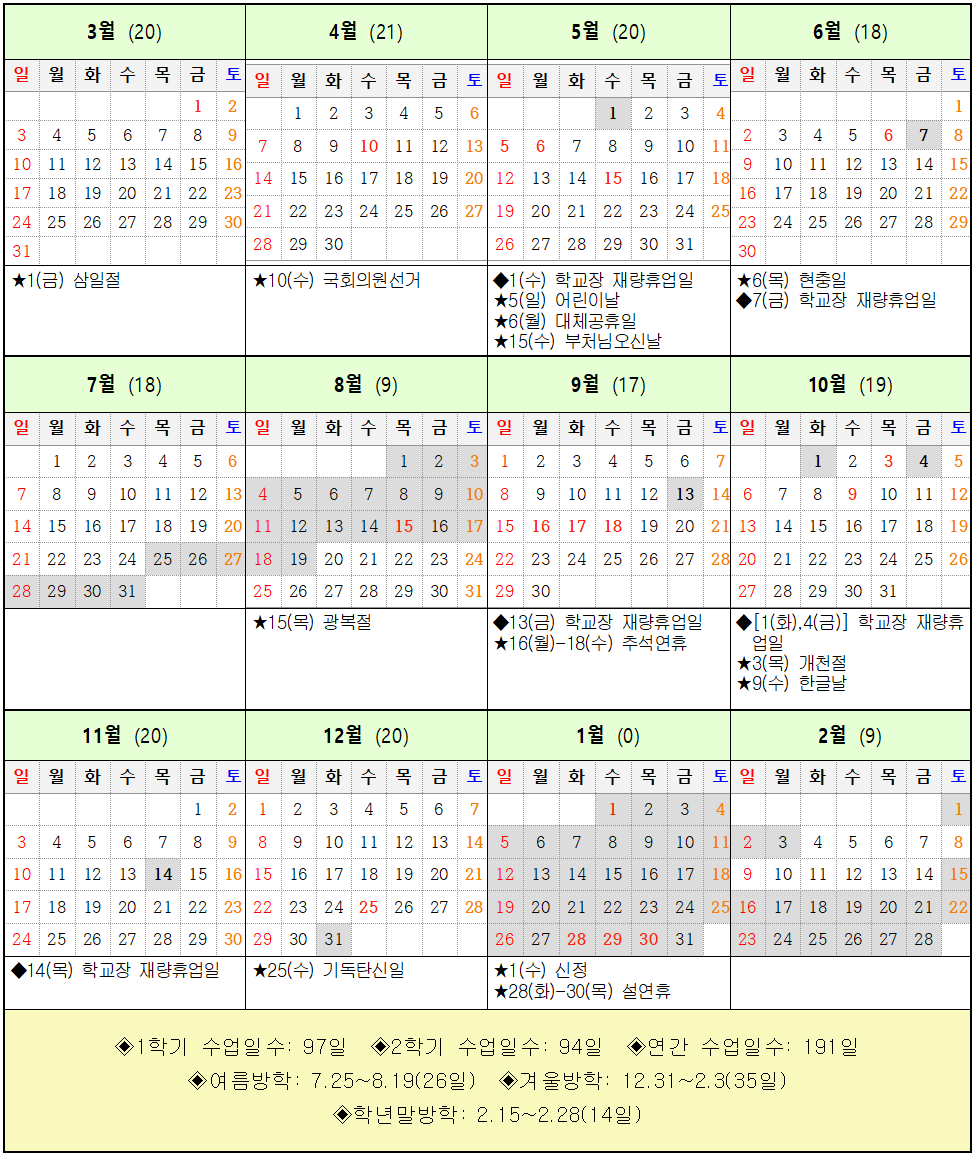 3월 (20) 4월 (21) 5월 (20) 6월 (18)
일 월 화 수 목 금 토 일 월 화 수 목 금 토 일 월 화 수 목 금 토 일 월 화 수 목 금 토
1 2 1 2 3 4 5 6 1 2 3 4 1
3 4 5 6 7 8 9 7 8 9 10 11 12 13 5 6 7 8 9 10 11 2 3 4 5 6 7 8
10 11 12 13 14 15 16 14 15 16 17 18 19 20 12 13 14 15 16 17 18 9 10 11 12 13 14 15
17 18 19 20 21 22 23 21 22 23 24 25 26 27 19 20 21 22 23 24 25 16 17 18 19 20 21 22
24 25 26 27 28 29 30 28 29 30 26 27 28 29 30 31 23 24 25 26 27 28 29
31 30
★1(금) 삼일절 ★10(수) 국회의원선거 ◆1(수) 학교장 재량휴업일 ★6(목) 현충일
★5(일) 어린이날 ◆7(금) 학교장 재량휴업일
★6(월) 대체공휴일
★15(수) 부처님오신날
7월 (18) 8월 (9) 9월 (17) 10월 (19)
일 월 화 수 목 금 토 일 월 화 수 목 금 토 일 월 화 수 목 금 토 일 월 화 수 목 금 토
1 2 3 4 5 6 1 2 3 1 2 3 4 5 6 7 1 2 3 4 5
7 8 9 10 11 12 13 4 5 6 7 8 9 10 8 9 10 11 12 13 14 6 7 8 9 10 11 12
14 15 16 17 18 19 20 11 12 13 14 15 16 17 15 16 17 18 19 20 21 13 14 15 16 17 18 19
21 22 23 24 25 26 27 18 19 20 21 22 23 24 22 23 24 25 26 27 28 20 21 22 23 24 25 26
28 29 30 31 25 26 27 28 29 30 31 29 30 27 28 29 30 31
★15(목) 광복절 ◆13(금) 학교장 재량휴업일 ◆[1(화),4(금)] 학교장 재량휴
★16(월)-18(수) 추석연휴 업일
★3(목) 개천절
★9(수) 한글날
11월 (20) 12월 (20) 1월 (0) 2월 (9)
일 월 화 수 목 금 토 일 월 화 수 목 금 토 일 월 화 수 목 금 토 일 월 화 수 목 금 토
1 2 1 2 3 4 5 6 7 1 2 3 4 1
3 4 5 6 7 8 9 8 9 10 11 12 13 14 5 6 7 8 9 10 11 2 3 4 5 6 7 8
10 11 12 13 14 15 16 15 16 17 18 19 20 21 12 13 14 15 16 17 18 9 10 11 12 13 14 15
17 18 19 20 21 22 23 22 23 24 25 26 27 28 19 20 21 22 23 24 25 16 17 18 19 20 21 22
24 25 26 27 28 29 30 29 30 31 26 27 28 29 30 31 23 24 25 26 27 28
◆14(목) 학교장 재량휴업일 ★25(수) 기독탄신일 ★1(수) 신정
★28(화)-30(목) 설연휴
◈1학기 수업일수: 97일 ◈2학기 수업일수: 94일 ◈연간 수업일수: 191일
◈여름방학: 7.25~8.19(26일) ◈겨울방학: 12.31~2.3(35일)
◈학년말방학: 2.15~2.28(14일)